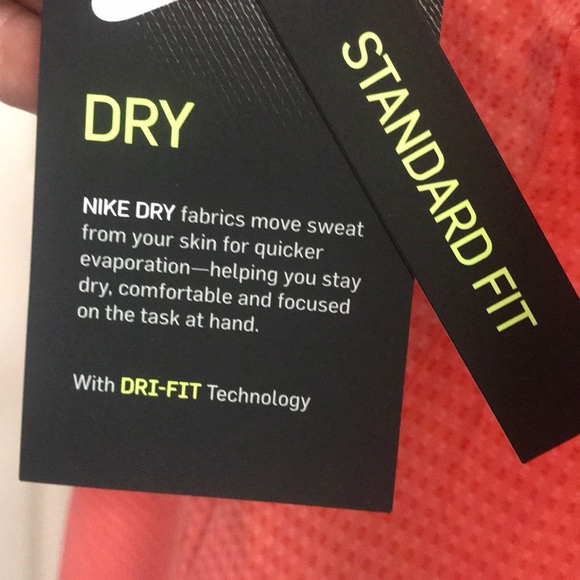 DRY
NIKE DRY fabrics move sweat
from your skin for quicker
evaporation—helping you stay
dry, comfortable and focused
on the task at hand.
With DRI-FIT Technology
STANDARD FIT